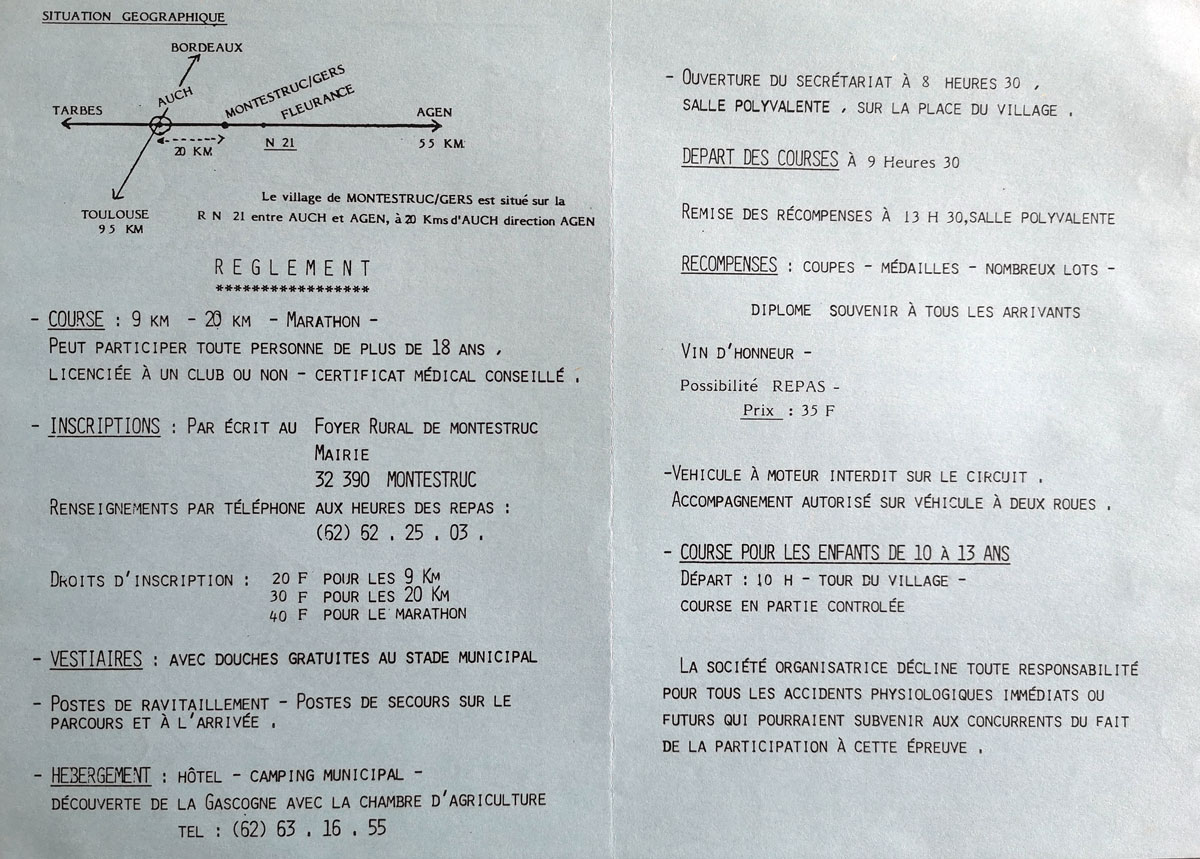 SITUATION GEOGRAPHIQUE
BORDEAUX
AUCH
MONTESTRUC/GERS
FLEURANCE
TARBES
AGEN
20 KM
N 21
55 KM
TOULOUSE
95 KM
Le village de MONTESTRUC/GERS est situé sur la
R N 21 entre AUCH et AGEN, à 20 Kms d'AUCH direction AGEN
REGLEMENT
*****************
- COURSE : 9 KM - 20 KM - MARATHON -
PEUT PARTICIPER TOUTE PERSONNE DE PLUS DE 18 ANS ,
LICENCIÉE À UN CLUB OU NON - CERTIFICAT MÉDICAL CONSEILLÉ .
- INSCRIPTIONS : PAR ÉCRIT AU FOYER RURAL DE MONTESTRUC
MAIRIE
32 390 MONTESTRUC
RENSEIGNEMENTS PAR TÉLÉPHONE AUX HEURES DES REPAS :
(62) 62 . 25 . 03 .
DROITS D'INSCRIPTION : 20 F POUR LES 9 KM
30 F POUR LES 20 KM
40 F POUR LE MARATHON
- VESTIAIRES : AVEC DOUCHES GRATUITES AU STADE MUNICIPAL
- POSTES DE RAVITAILLEMENT - POSTES DE SECOURS SUR LE
PARCOURS ET À L'ARRIVÉE .
- HEBERGEMENT : HÔTEL - CAMPING MUNICIPAL -
DÉCOUVERTE DE LA GASCOGNE AVEC LA CHAMBRE D'AGRICULTURE
TEL : (62) 63 . 16 . 55
- OUVERTURE DU SECRÉTARIAT À 8 HEURES 30 ,
SALLE POLYVALENTE , SUR LA PLACE DU VILLAGE .
DEPART DES COURSES À 9 Heures 30
REMISE DES RÉCOMPENSES À 13 H 30,SALLE POLYVALENTE
RECOMPENSES : COUPES - MÉDAILLES - NOMBREUX LOTS -
DIPLOME SOUVENIR À TOUS LES ARRIVANTS
VIN D'HONNEUR -
Possibilité REPAS -
Prix : 35 F
-VEHICULE À MOTEUR INTERDIT SUR LE CIRCUIT .
ACCOMPAGNEMENT AUTORISÉ SUR VÉHICULE À DEUX ROUES .
- COURSE POUR LES ENFANTS DE 10 À 13 ANS
DÉPART : 10 H - TOUR DU VILLAGE -
COURSE EN PARTIE CONTROLÉE
LA SOCIÉTÉ ORGANISATRICE DÉCLINE TOUTE RESPONSABILITÉ
POUR TOUS LES ACCIDENTS PHYSIOLOGIQUES IMMÉDIATS OU
FUTURS QUI POURRAIENT SUBVENIR AUX CONCURRENTS DU FAIT
DE LA PARTICIPATION À CETTE ÉPREUVE .